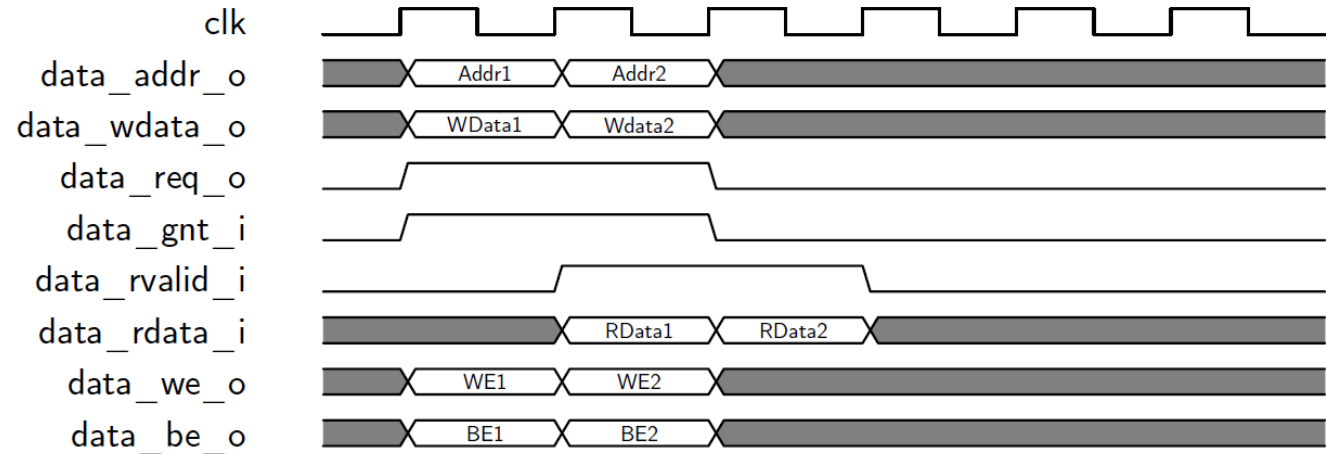 clk
data_addr_o Addr1 Addr2
data_wdata_o WData1 Wdata2
data_req_o
data_gnt_i
data_rvalid_i
data_rdata_i RData1 RData2
data_we_o WE1 WE2
data_be_o BE1 BE2